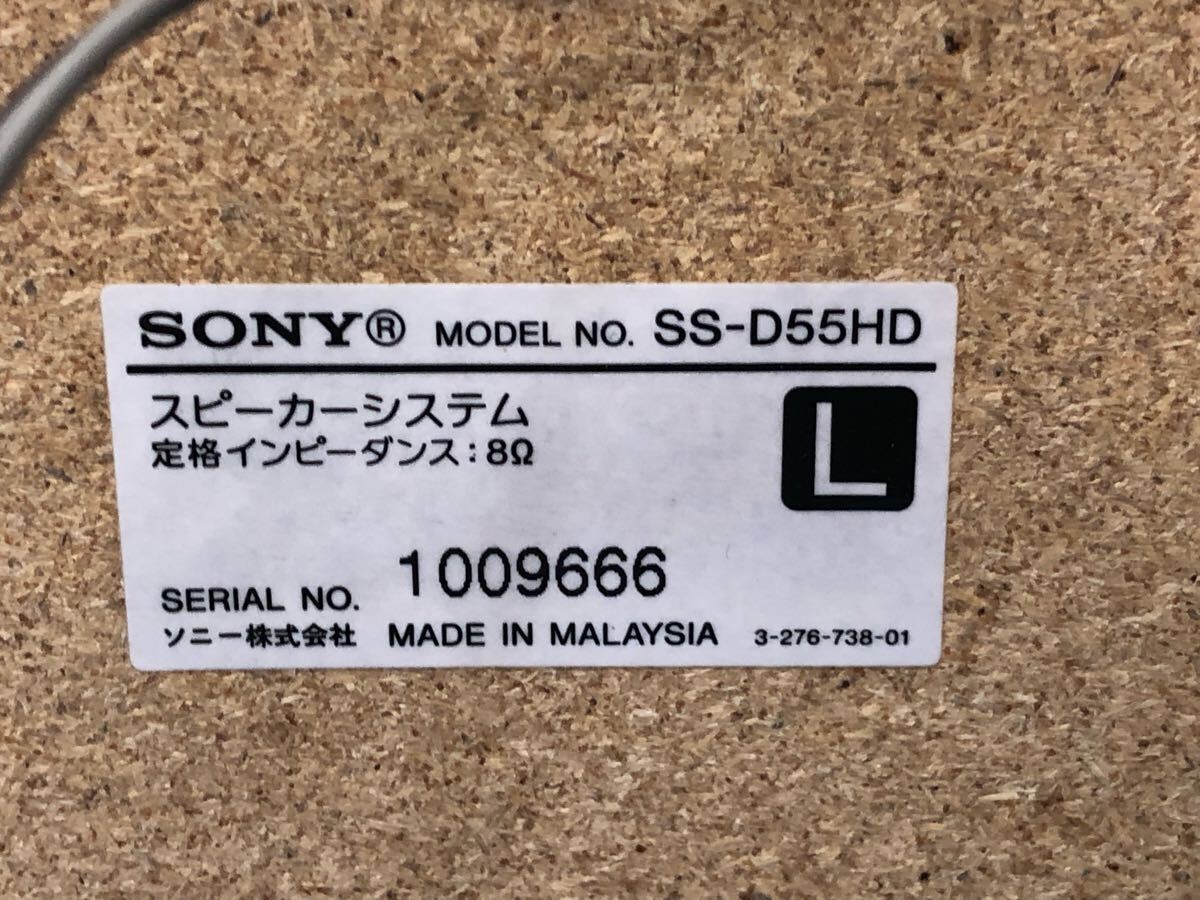 SONY® MODEL NO. SS-D55HD
スピーカーシステム
定格インピーダンス:8Ω
L
SERIAL NO. 1009666
ソニー株式会社 MADE IN MALAYSIA 3-276-738-01